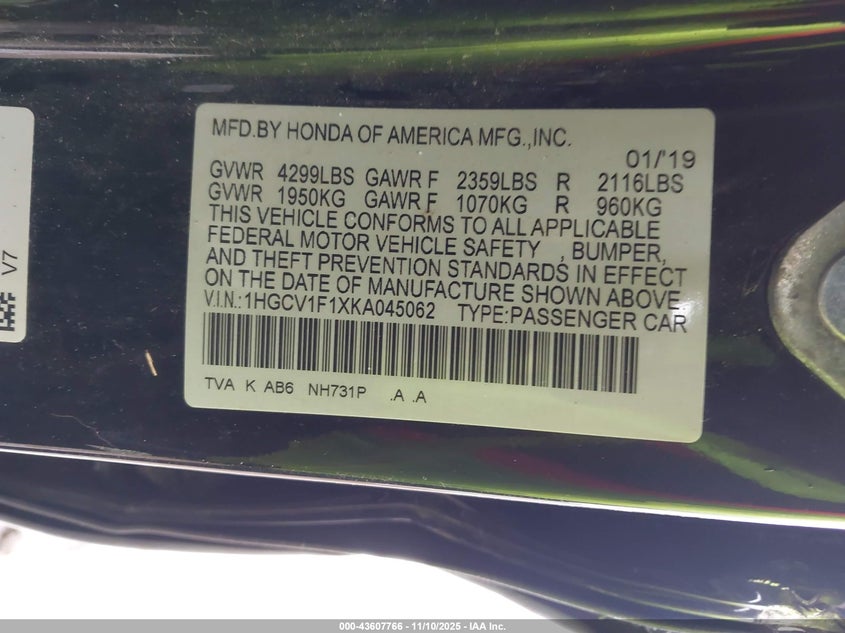 MFD.BY HONDA OF AMERICA MFG.,INC.
01/'19
GVWR 4299LBS GAWR F 2359LBS R 2116LBS
GVWR 1950KG GAWR F 1070KG R 960KG
THIS VEHICLE CONFORMS TO ALL APPLICABLE
FEDERAL MOTOR VEHICLE SAFETY , BUMPER,
AND THEFT PREVENTION STANDARDS IN EFFECT
ON THE DATE OF MANUFACTURE SHOWN ABOVE
V.I.N.:1HGCV1F1XKA045062 TYPE:PASSENGER CAR
TVA K AB6 NH731P .A .A
V7
000-43607766 - 11/10/2025 - IAA Inc.